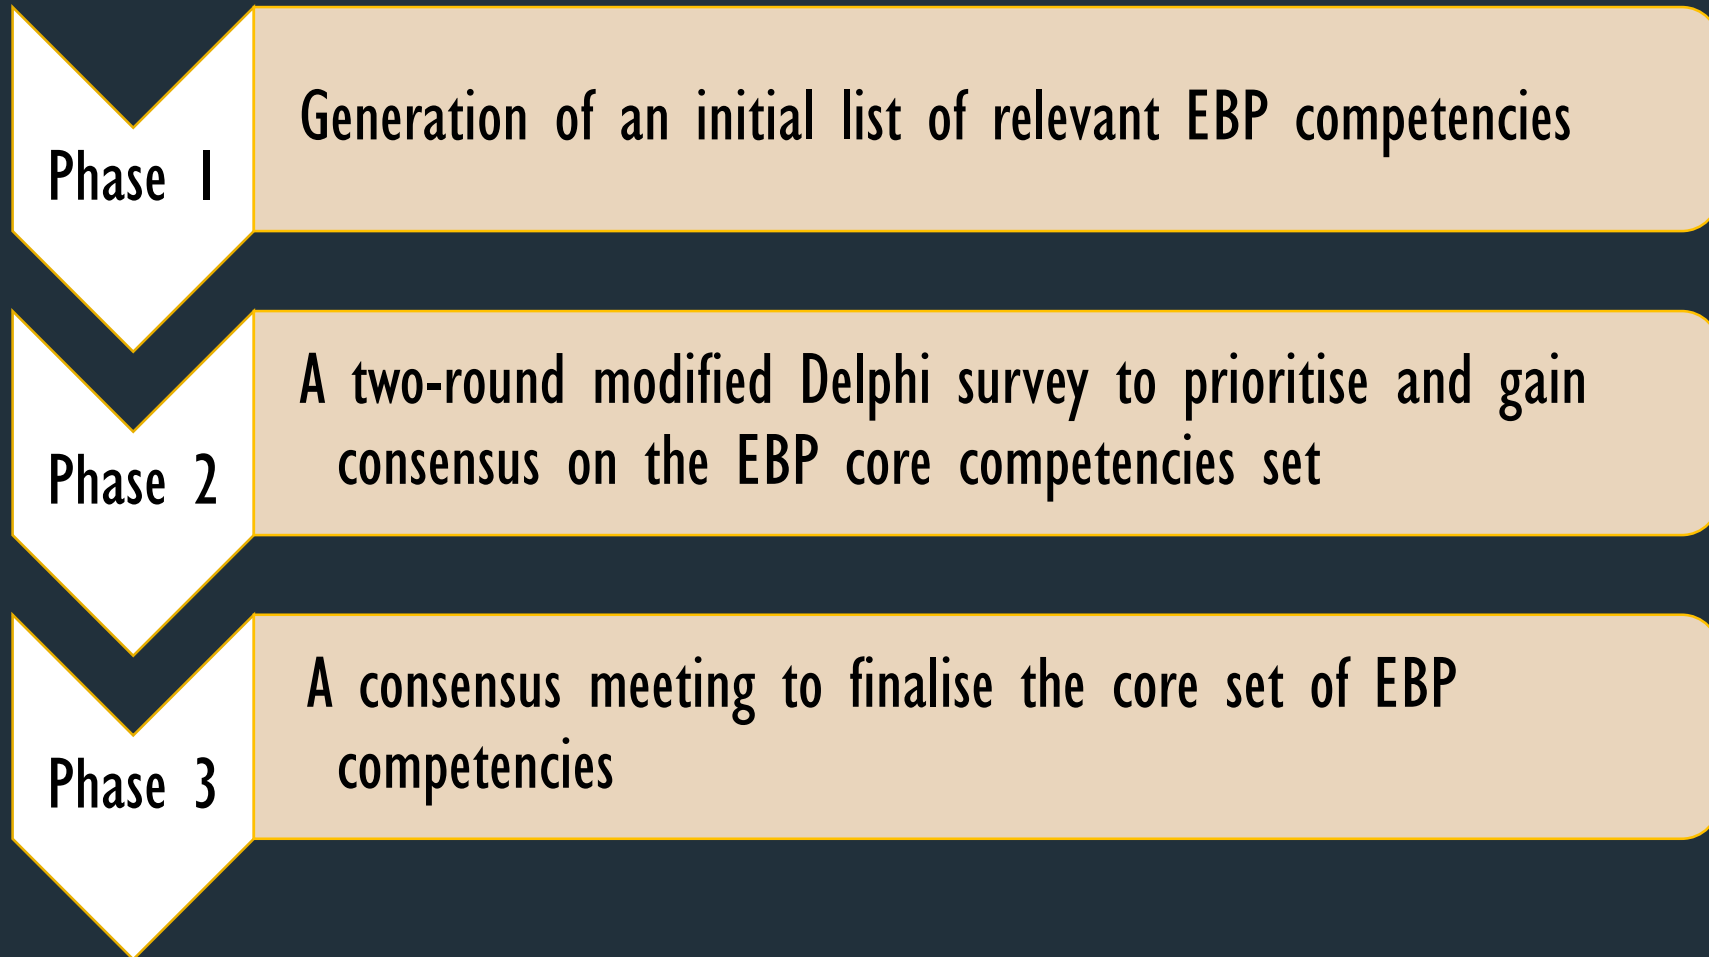 Phase 1
Generation of an initial list of relevant EBP competencies
Phase 2
A two-round modified Delphi survey to prioritise and gain
consensus on the EBP core competencies set
Phase 3
A consensus meeting to finalise the core set of EBP
competencies